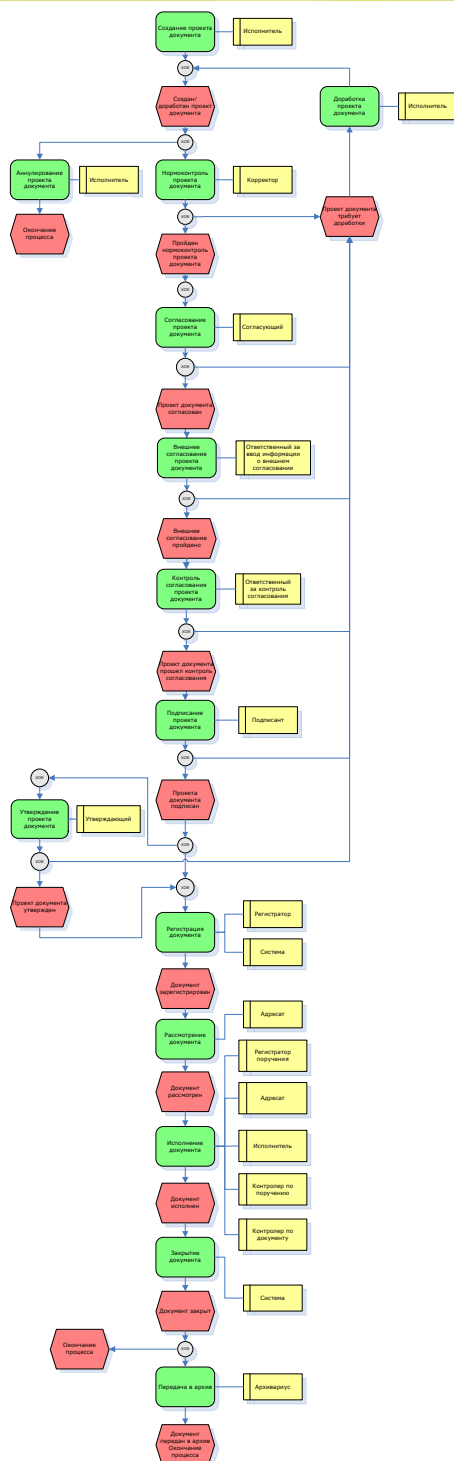 Создание проекта
документа
Исполнитель
XOR
Создан/
доработан проект
документа
Доработка
проекта
документа
Исполнитель
XOR
Аннулирование
проекта
документа
Исполнитель
Нормоконтроль
проекта
документа
Корректор
Окончание
процесса
XOR
Проект документа
требует
доработки
Пройден
нормоконтроль
проекта
документа
XOR
Согласование
проекта
документа
Согласующий
XOR
Проект документа
согласован
Внешнее
согласование
проекта
документа
Ответственный за
ввод информации
о внешнем
согласовании
XOR
Внешнее
согласование
пройдено
Контроль
согласования
проекта
документа
Ответственный
за контроль
согласования
XOR
Проект документа
прошел контроль
согласования
Подписание
проекта
документа
Подписант
XOR
XOR
Проекта
документа
подписан
Утверждение
проекта
документа
Утверждающий
XOR
XOR
XOR
Проект документа
утвержден
Регистрация
документа
Регистратор
Система
Документ
зарегистрирован
Рассмотрение
документа
Адресат
Регистратор
поручения
Документ
рассмотрен
Адресат
Исполнение
документа
Исполнитель
Контролер по
поручению
Документ
исполнен
Контролер по
документу
Закрытие
документа
Система
Документ закрыт
Окончание
процесса
XOR
Передача в архив
Архивариус
Документ
передан в архив
Окончание
процесса